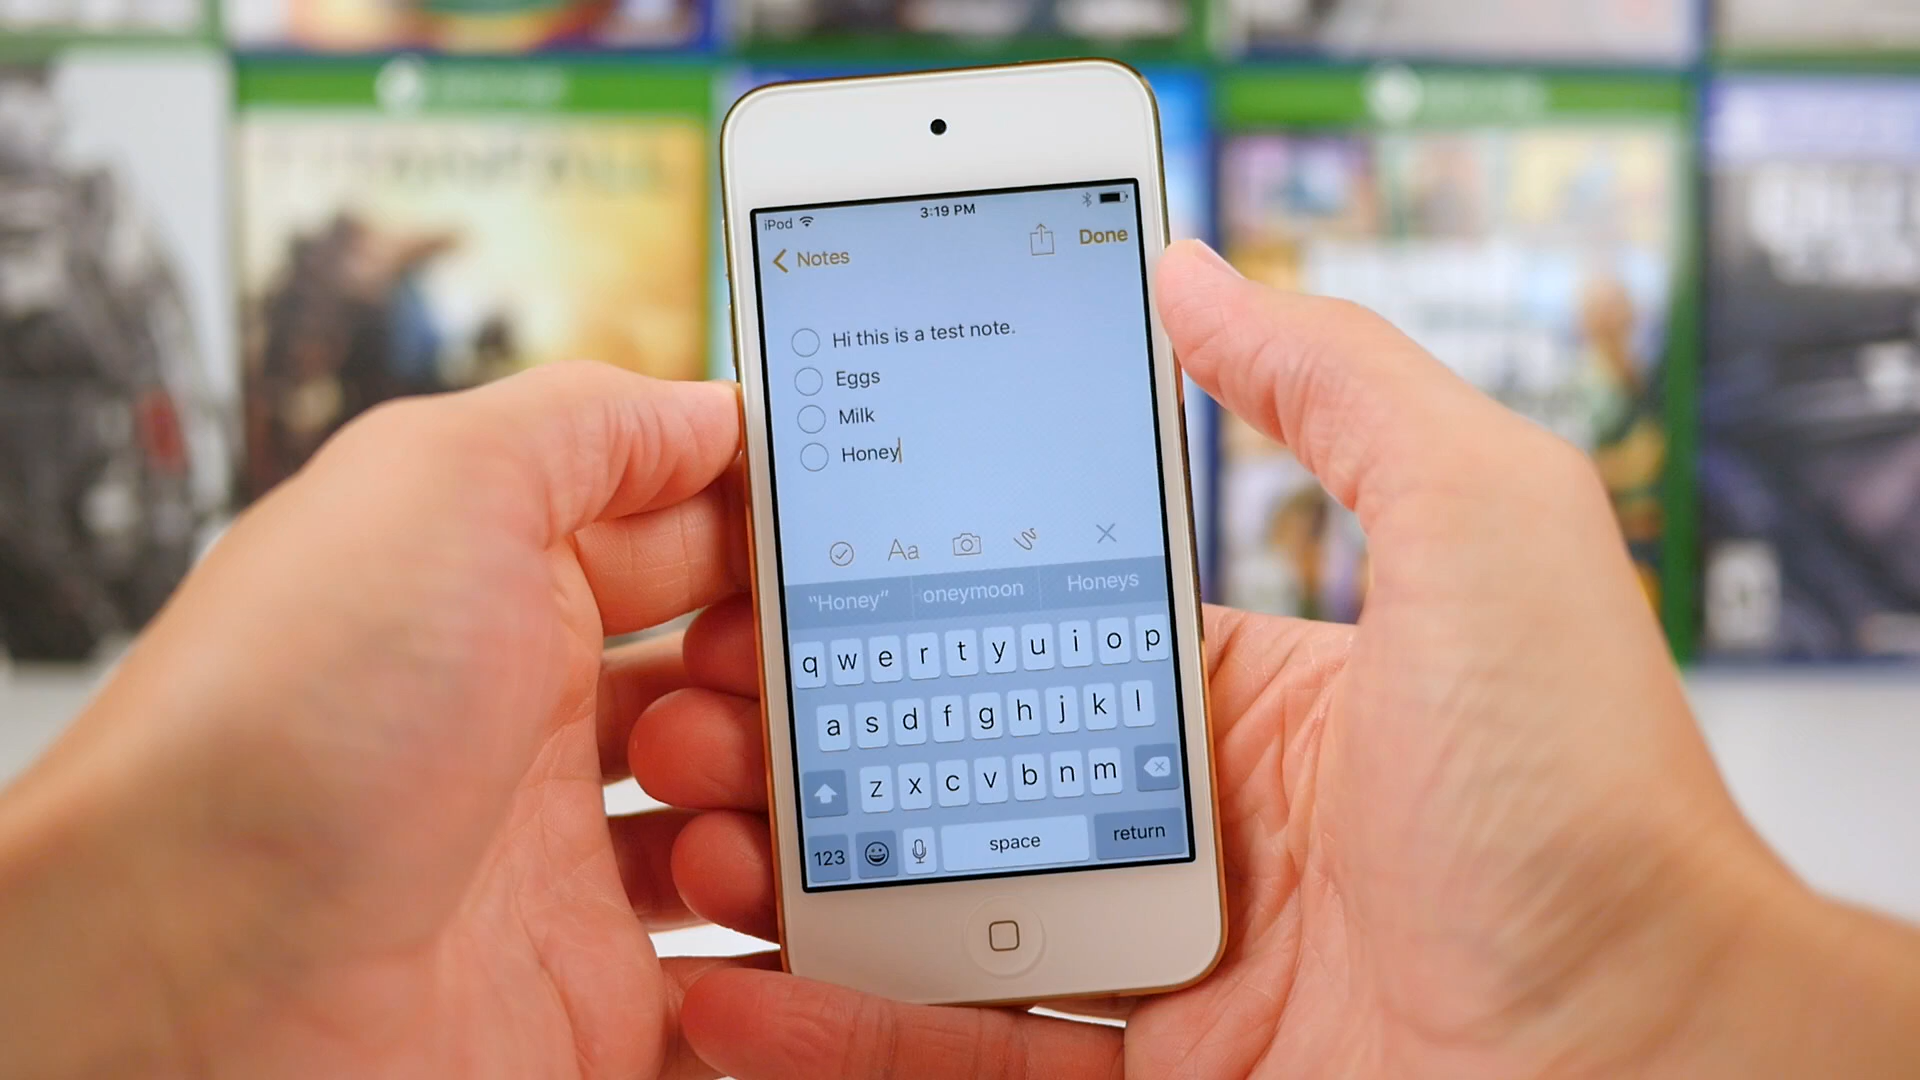 iPod 3:19 PM
Notes Done
Hi this is a test note.
Eggs
Milk
Honey
Aa
“Honey” oneymoon Honeys
q w e r t y u i o p
a s d f g h j k l
z x c v b n m
123 space return